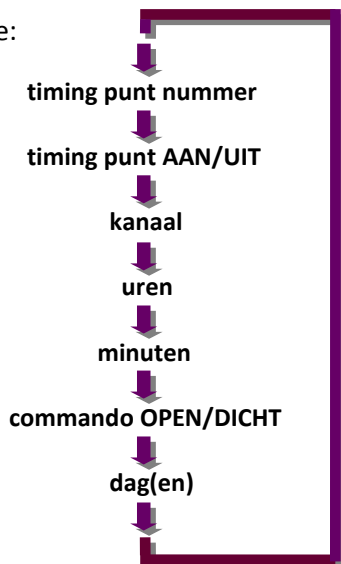 e:
timing punt nummer
timing punt AAN/UIT
kanaal
uren
minuten
commando OPEN/DICHT
dag(en)